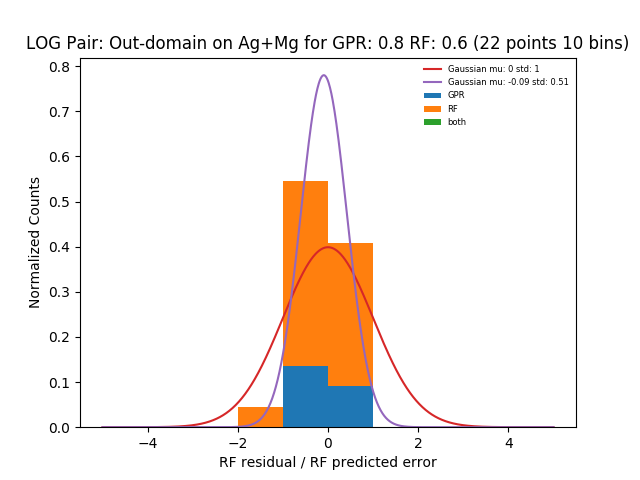 LOG Pair: Out-domain on Ag+Mg for GPR: 0.8 RF: 0.6 (22 points 10 bins)
Gaussian mu: 0 std: 1
Gaussian mu: -0.09 std: 0.51
GPR
RF
both
Normalized Counts
0.8
0.7
0.6
0.5
0.4
0.3
0.2
0.1
0.0
−4 −2 0 2 4
RF residual / RF predicted error